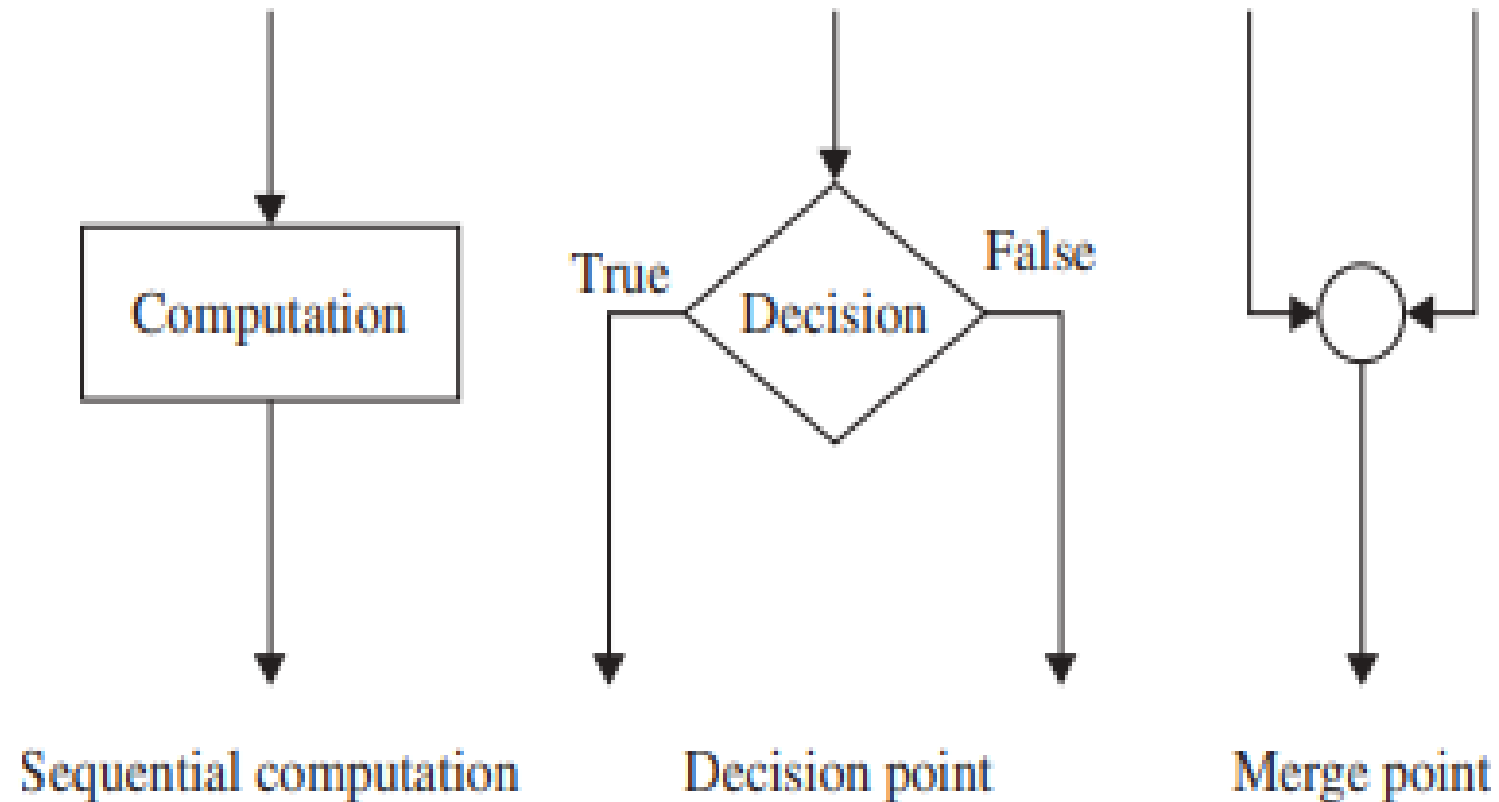 Computation
True
Decision
False
Sequential computation
Decision point
Merge point